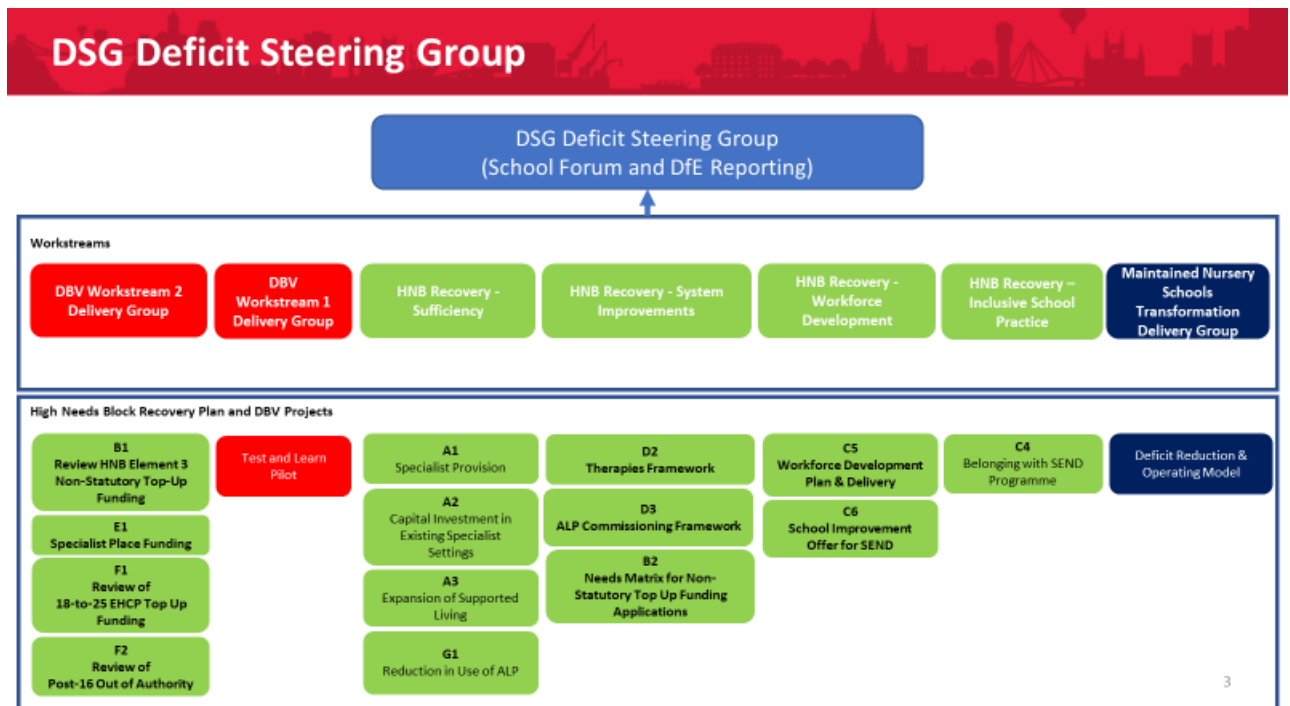 DSG Deficit Steering Group
DSG Deficit Steering Group
(School Forum and DfE Reporting)
Workstreams
DBV Workstream 2
Delivery Group
DBV
Workstream 1
Delivery Group
HNB Recovery -
Sufficiency
HNB Recovery - System
Improvements
HNB Recovery -
Workforce
Development
HNB Recovery –
Inclusive School
Practice
Maintained Nursery
Schools
Transformation
Delivery Group
High Needs Block Recovery Plan and DBV Projects
B1
Review HNB Element 3
Non-Statutory Top-Up
Funding
E1
Specialist Place Funding
F1
Review of
18-to-25 EHCP Top Up
Funding
F2
Review of
Post-16 Out of Authority
Test and Learn
Pilot
A1
Specialist Provision
A2
Capital Investment in
Existing Specialist
Settings
A3
Expansion of Supported
Living
G1
Reduction in Use of ALP
D2
Therapies Framework
D3
ALP Commissioning Framework
B2
Needs Matrix for Non-
Statutory Top Up Funding
Applications
C5
Workforce Development
Plan & Delivery
C6
School Improvement
Offer for SEND
C4
Belonging with SEND
Programme
Deficit Reduction &
Operating Model
3